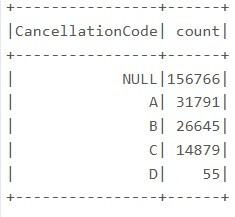 +----------------+------+
|CancellationCode| count|
+----------------+------+
|            NULL|156766|
|               A| 31791|
|               B| 26645|
|               C| 14879|
|               D|    55|
+----------------+------+